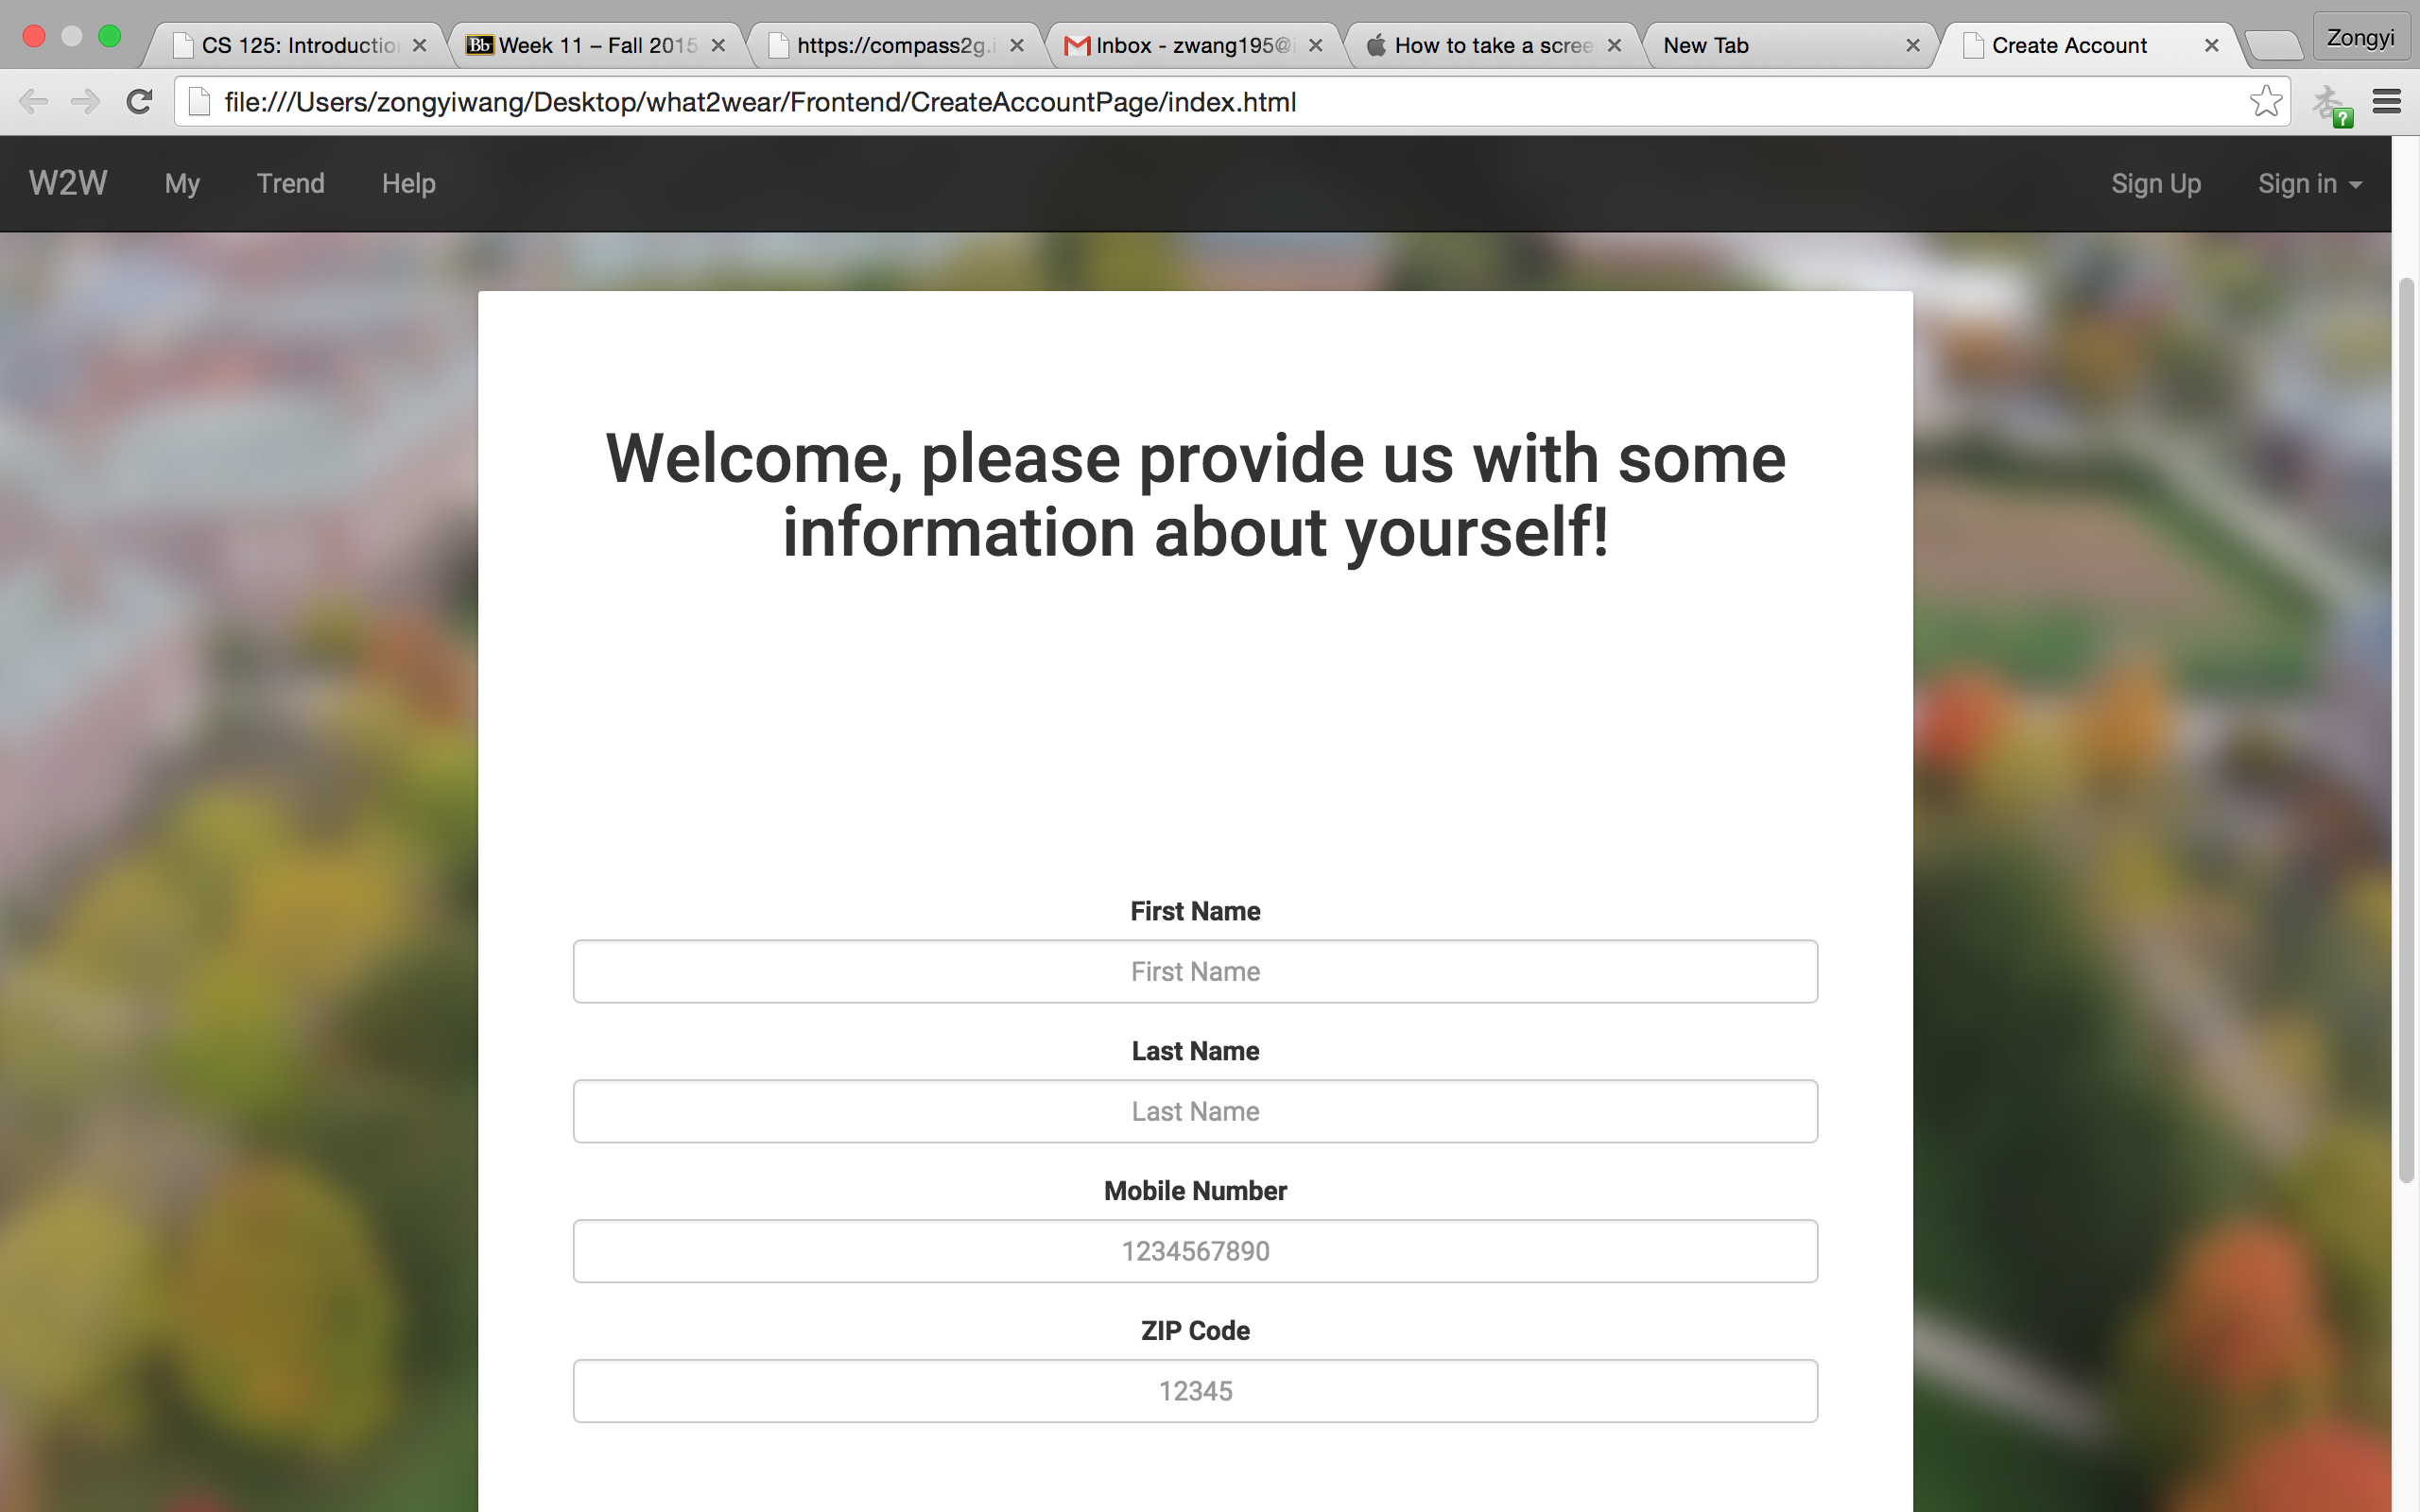 CS 125: Introduction
Week 11 – Fall 2015
https://compass2g.i
Inbox - zwang195@i
How to take a scree
New Tab
Create Account
Zongyi
file:///Users/zongyiwang/Desktop/what2wear/Frontend/CreateAccountPage/index.html
W2W My Trend Help Sign Up Sign in
Welcome, please provide us with some
information about yourself!
First Name
First Name
Last Name
Last Name
Mobile Number
1234567890
ZIP Code
12345